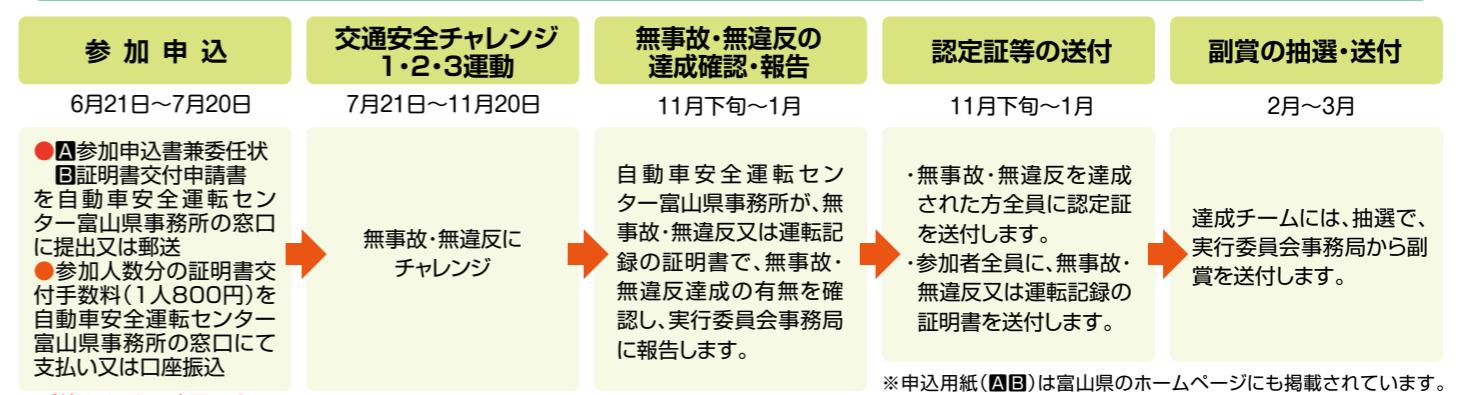 参加申込
6月21日～7月20日
●A参加申込書兼委任状
B証明書交付申請書
を自動車安全運転セン
ター富山県事務所の窓口
に提出又は郵送
●参加人数分の証明書交
付手数料（1人800円）を
自動車安全運転センター
富山県事務所の窓口にて
支払い又は口座振込
交通安全チャレンジ
1・2・3運動
7月21日～11月20日
無事故・無違反に
チャレンジ
無事故・無違反の
達成確認・報告
11月下旬～1月
自動車安全運転セン
ター富山県事務所が、無
事故・無違反又は運転記
録の証明書で、無事故・
無違反達成の有無を確
認し、実行委員会事務局
に報告します。
認定証等の送付
11月下旬～1月
・無事故・無違反を達成
された方全員に認定証
を送付します。
・参加者全員に、無事故・
無違反又は運転記録の
証明書を送付します。
副賞の抽選・送付
2月～3月
達成チームには、抽選で、
実行委員会事務局から副
賞を送付します。
※申込用紙（AB）は富山県のホームページにも掲載されています。